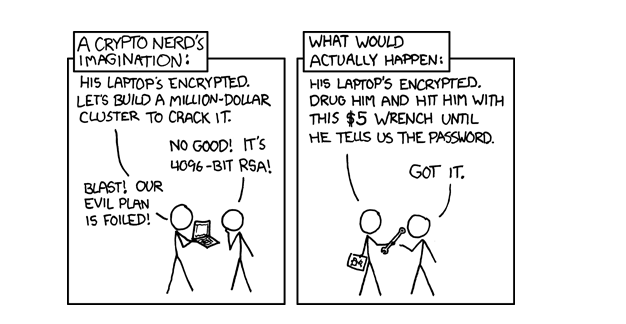 A CRYPTO NERD'S
IMAGINATION:
HIS LAPTOP'S ENCRYPTED.
LET'S BUILD A MILLION-DOLLAR
CLUSTER TO CRACK IT.
NO GOOD! IT'S
4096-BIT RSA!
BLAST! OUR
EVIL PLAN
IS FOILED!
WHAT WOULD
ACTUALLY HAPPEN:
HIS LAPTOP'S ENCRYPTED.
DRUG HIM AND HIT HIM WITH
THIS $5 WRENCH UNTIL
HE TELLS US THE PASSWORD.
GOT IT.